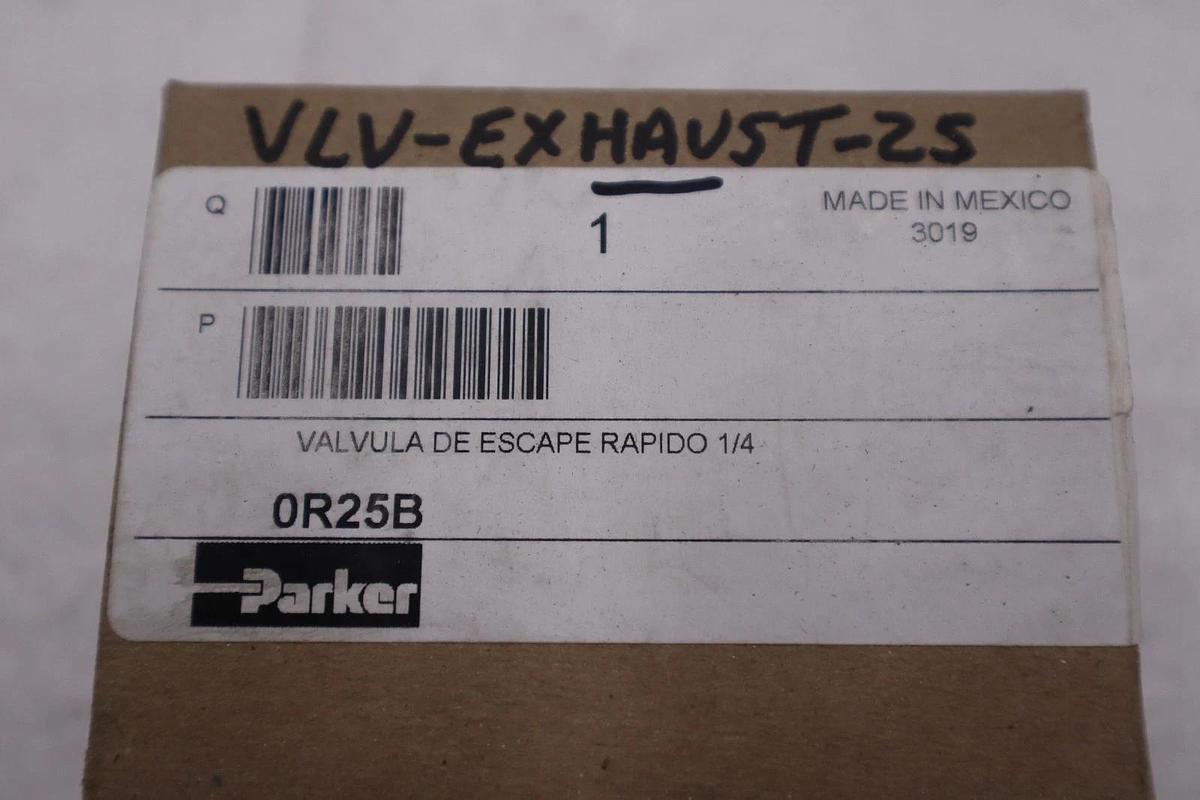 VLV-EXHAUST-25
Q
1
MADE IN MEXICO
3019
P
VALVULA DE ESCAPE RAPIDO 1/4
0R25B
Parker